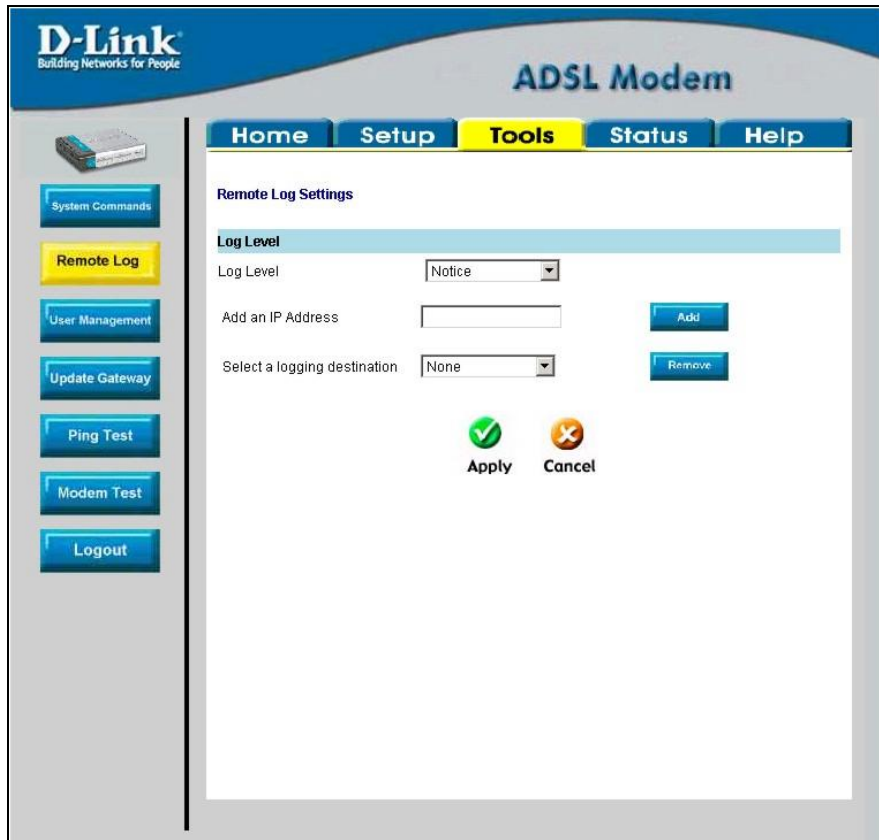 D-Link
Building Networks for People
ADSL Modem
Home Setup Tools Status Help
System Commands
Remote Log
User Management
Update Gateway
Ping Test
Modem Test
Logout
Remote Log Settings
Log Level
Log Level Notice
Add an IP Address Add
Select a logging destination None Remove
Apply Cancel